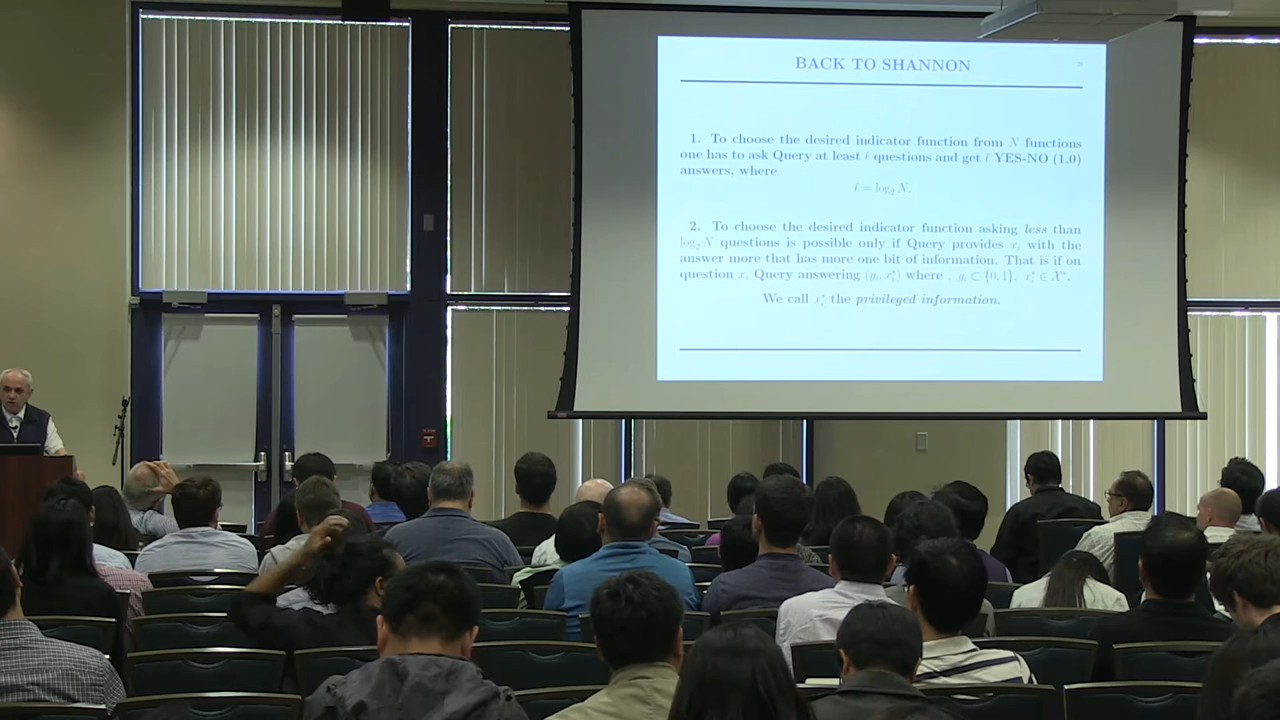 BACK TO SHANNON
1. To choose the desired indicator function from N functions
one has to ask Query at least ℓ questions and get ℓ YES-NO (1,0)
answers, where
ℓ = log₂ N.
2. To choose the desired indicator function asking less than
log₂ N questions is possible only if Query provides xᵢ with the
answer more that has more one bit of information. That is if on
question xᵢ Query answering (yᵢ, xᵢ*) where , yᵢ ⊂ {0, 1}, xᵢ* ∈ X*.
We call xᵢ* the privileged information.